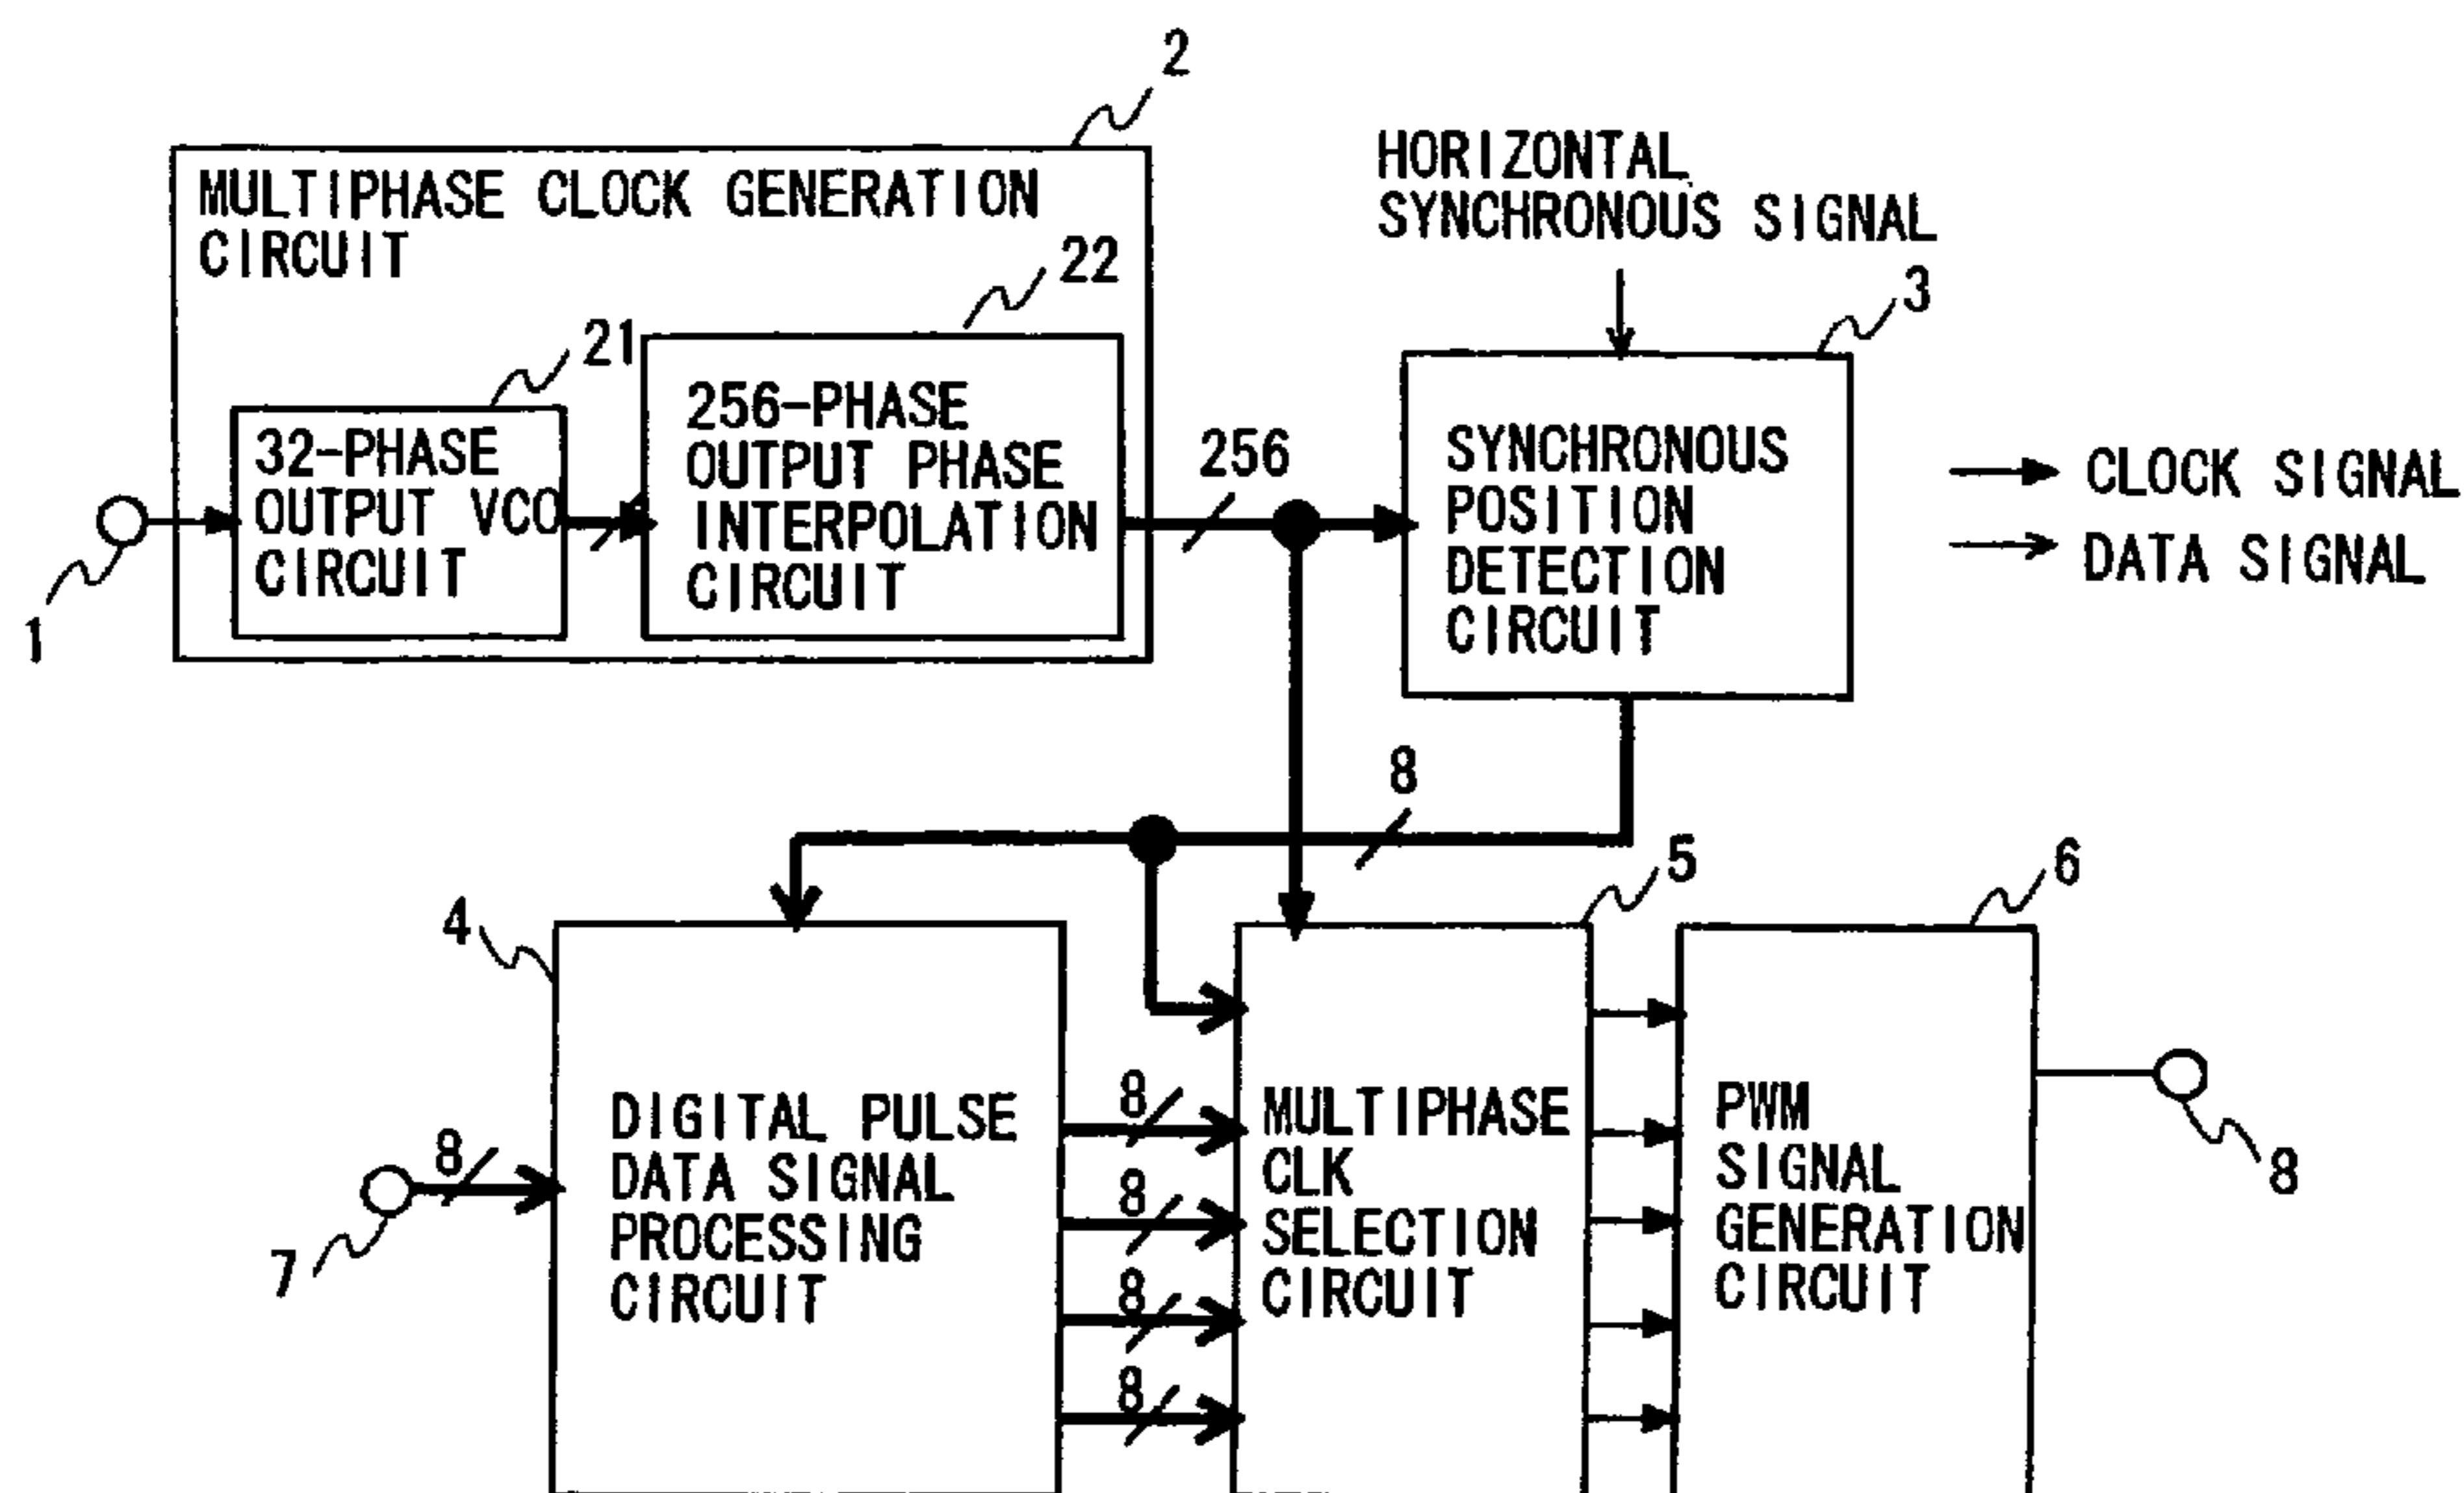 2
MULTIPHASE CLOCK GENERATION
CIRCUIT
22
21
32-PHASE
OUTPUT VCO
CIRCUIT
256-PHASE
OUTPUT PHASE
INTERPOLATION
CIRCUIT
1
256
HORIZONTAL
SYNCHRONOUS SIGNAL
3
SYNCHRONOUS
POSITION
DETECTION
CIRCUIT
CLOCK SIGNAL
DATA SIGNAL
8
4
DIGITAL PULSE
DATA SIGNAL
PROCESSING
CIRCUIT
8
7
8
8
8
8
5
MULTIPHASE
CLK
SELECTION
CIRCUIT
6
PWM
SIGNAL
GENERATION
CIRCUIT
8